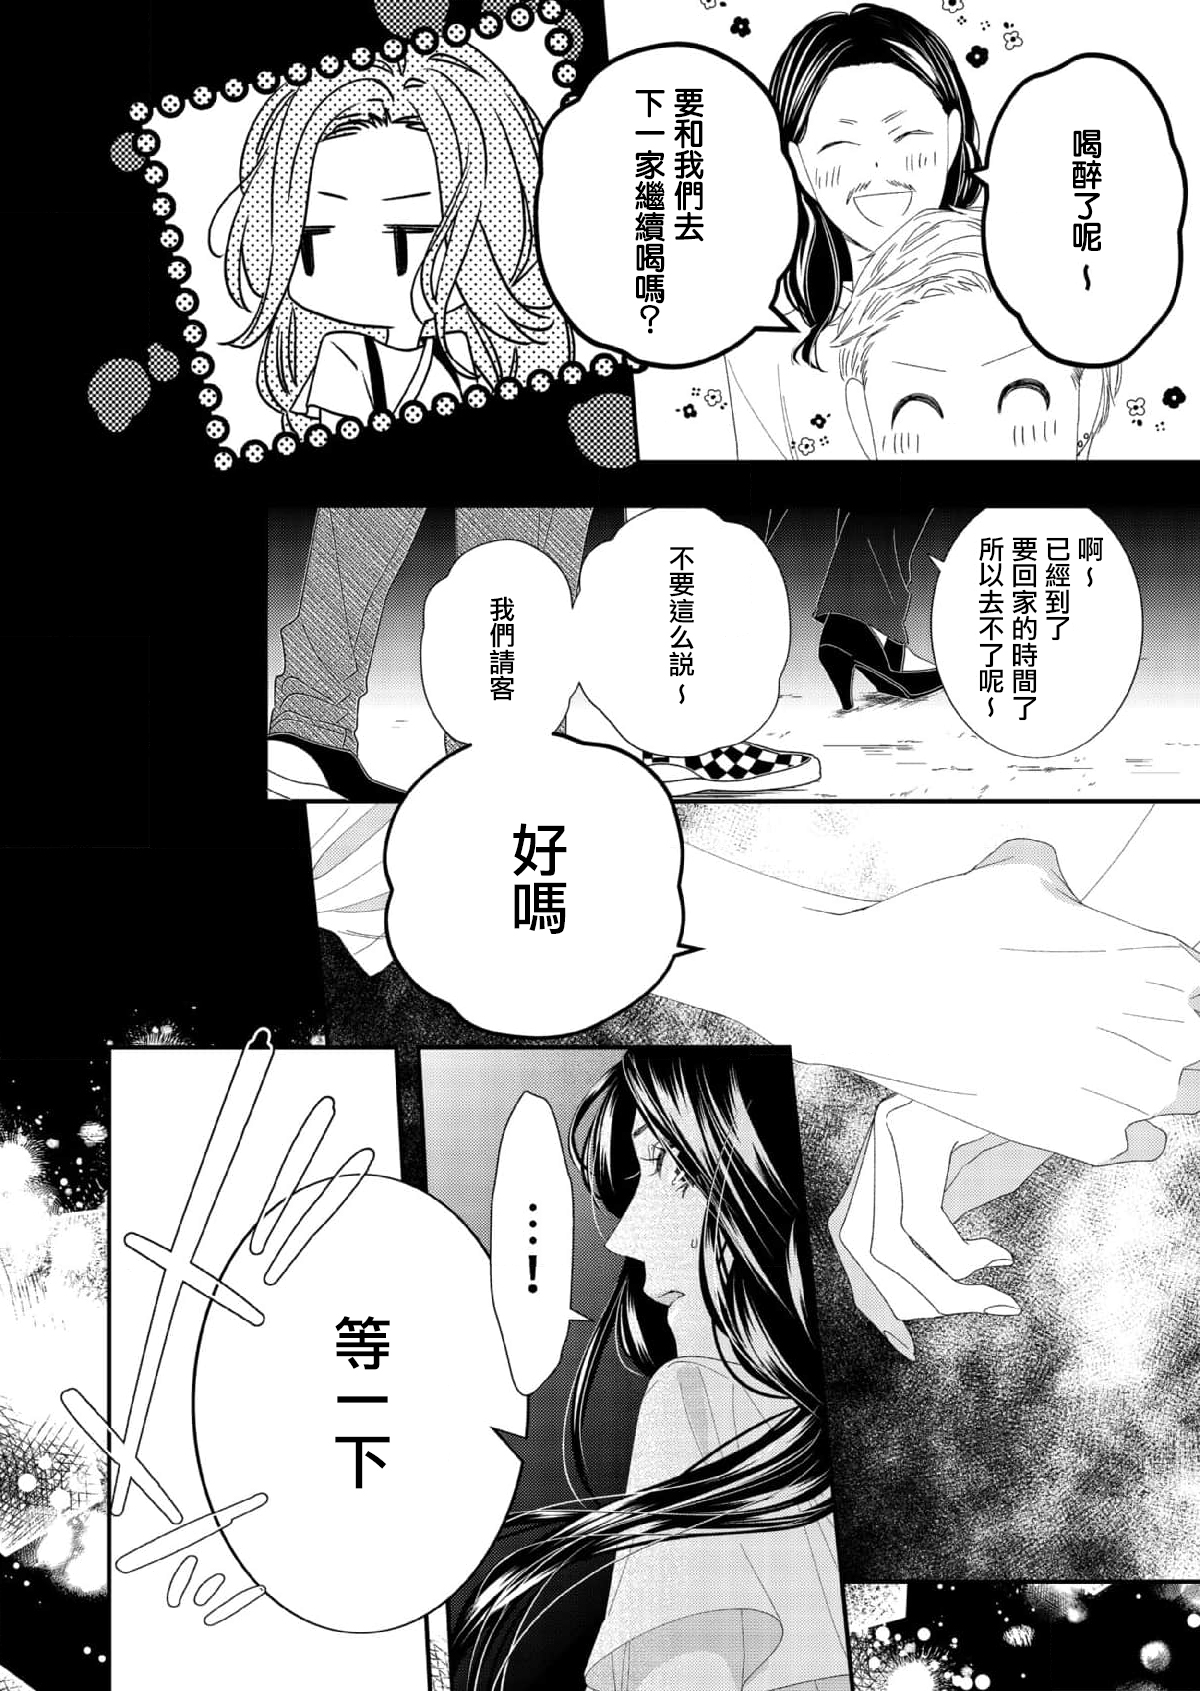 喝醉了呢～
要和我們去
下一家繼續喝嗎？
啊～
已經到了
要回家的時間了
所以去不了呢～
不要這么説～
我們請客
好嗎
‥‥！
等一下